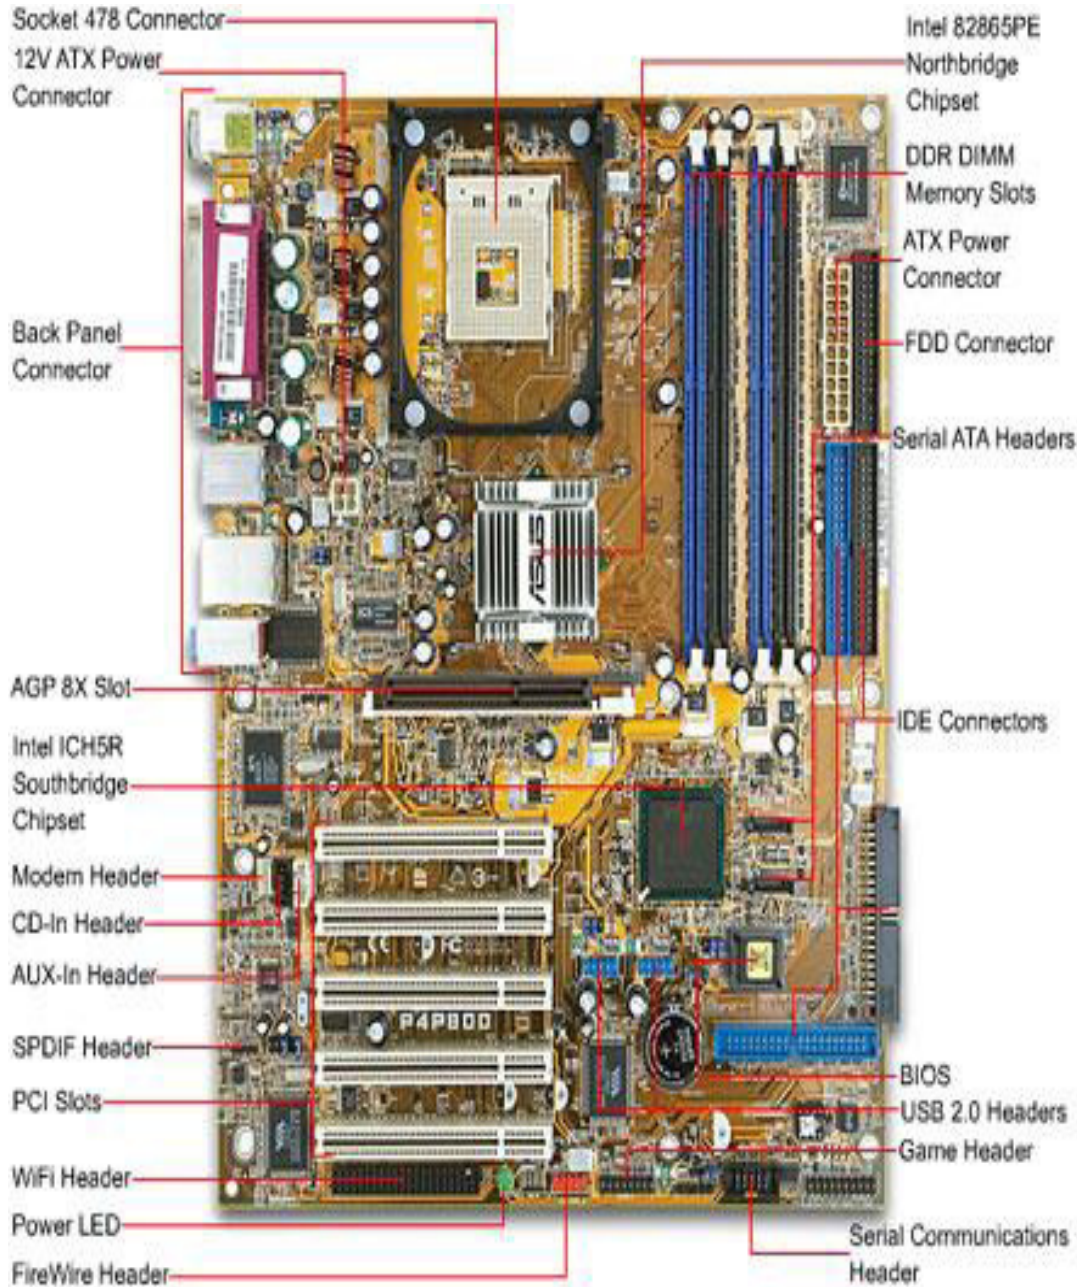 Socket 478 Connector
12V ATX Power
Connector
Back Panel
Connector
AGP 8X Slot
Intel ICH5R
Southbridge
Chipset
Modem Header
CD-In Header
AUX-In Header
SPDIF Header
PCI Slots
WiFi Header
Power LED
FireWire Header
Intel 82865PE
Northbridge
Chipset
DDR DIMM
Memory Slots
ATX Power
Connector
FDD Connector
Serial ATA Headers
IDE Connectors
BIOS
USB 2.0 Headers
Game Header
Serial Communications
Header
ASUS
P4P800